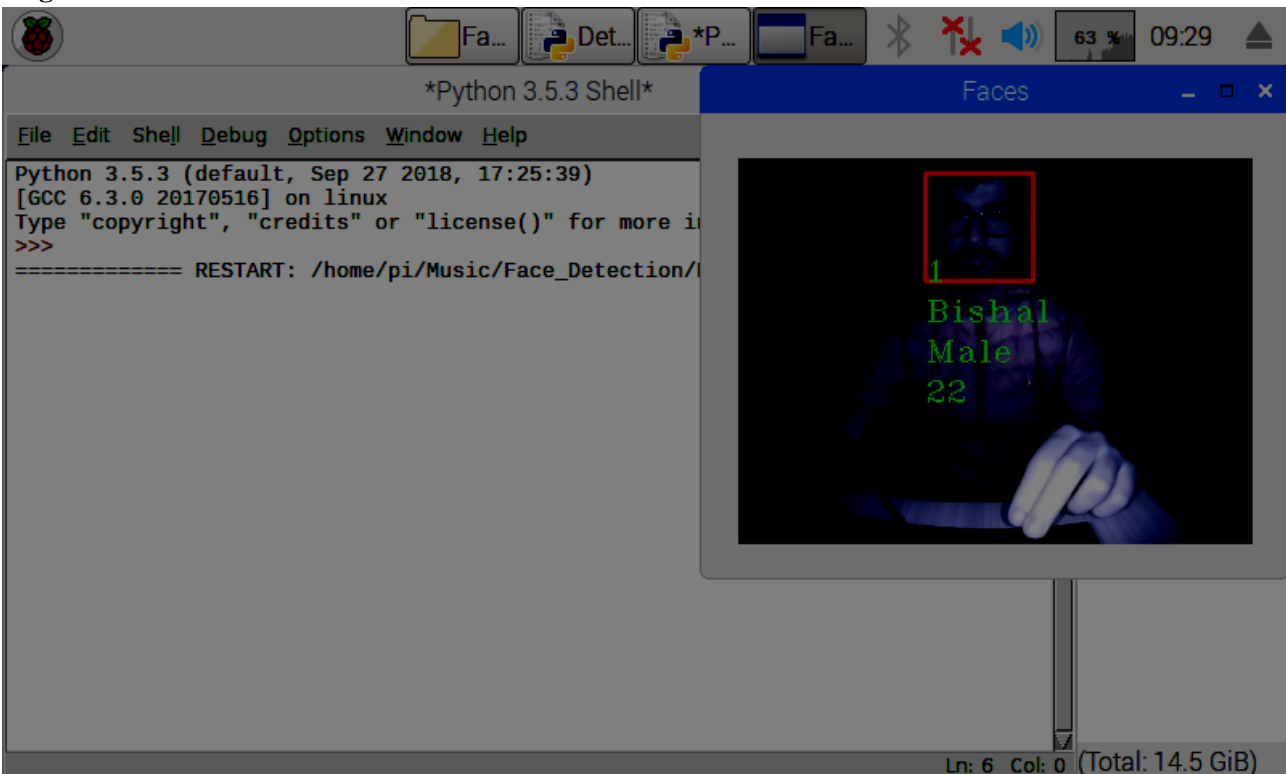 Fa... Det... *P... Fa... 63 % 09:29
*Python 3.5.3 Shell*
Faces
File Edit Shell Debug Options Window Help
Python 3.5.3 (default, Sep 27 2018, 17:25:39)
[GCC 6.3.0 20170516] on linux
Type "copyright", "credits" or "license()" for more
>>>
============= RESTART: /home/pi/Music/Face_Detection/
1
Bishal
Male
22
Ln: 6 Col: 0
(Total: 14.5 GiB)